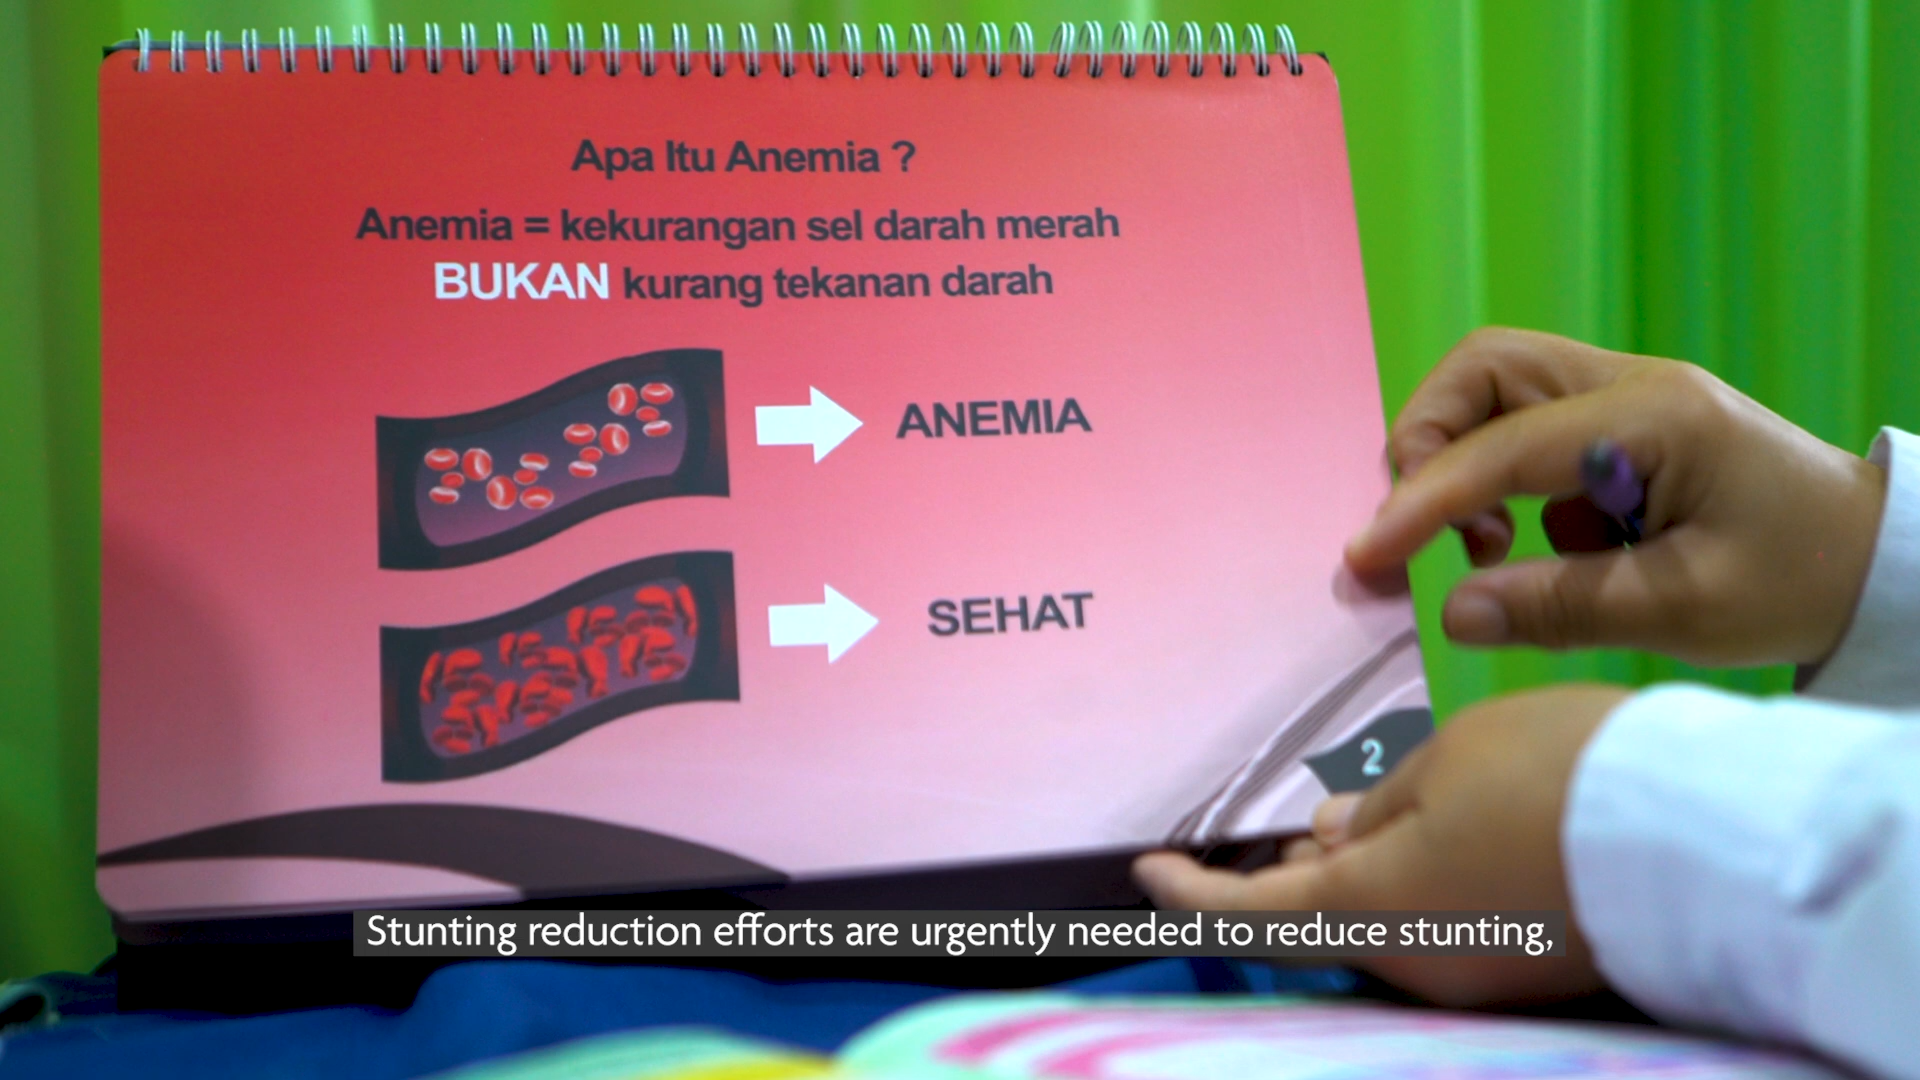 Apa Itu Anemia ?
Anemia = kekurangan sel darah merah
BUKAN kurang tekanan darah
ANEMIA
SEHAT
2
Stunting reduction efforts are urgently needed to reduce stunting,